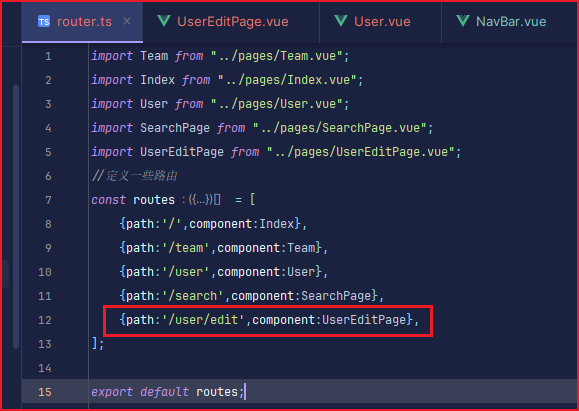 TS router.ts × UserEditPage.vue User.vue NavBar.vue
1 import Team from "../pages/Team.vue";
2 import Index from "../pages/Index.vue";
3 import User from "../pages/User.vue";
4 import SearchPage from "../pages/SearchPage.vue";
5 import UserEditPage from "../pages/UserEditPage.vue";
6 //定义一些路由
7 const routes : ({...})[] = [
8 {path:'/',component:Index},
9 {path:'/team',component:Team},
10 {path:'/user',component:User},
11 {path:'/search',component:SearchPage},
12 {path:'/user/edit',component:UserEditPage},
13 ];
14
15 export default routes;